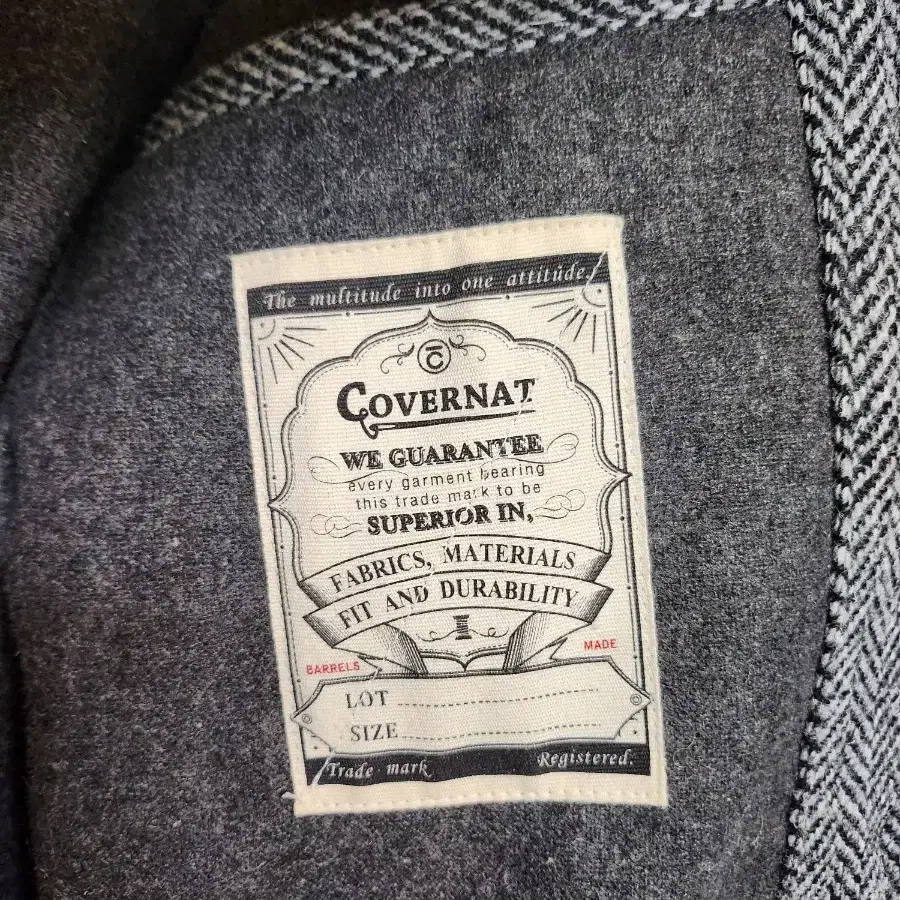 The multitude into one attitude,
C
COVERNAT
WE GUARANTEE
every garment bearing
this trade mark to be
SUPERIOR IN,
FABRICS, MATERIALS
FIT AND DURABILITY
BARRELS MADE
LOT
SIZE
Trade mark Registered.